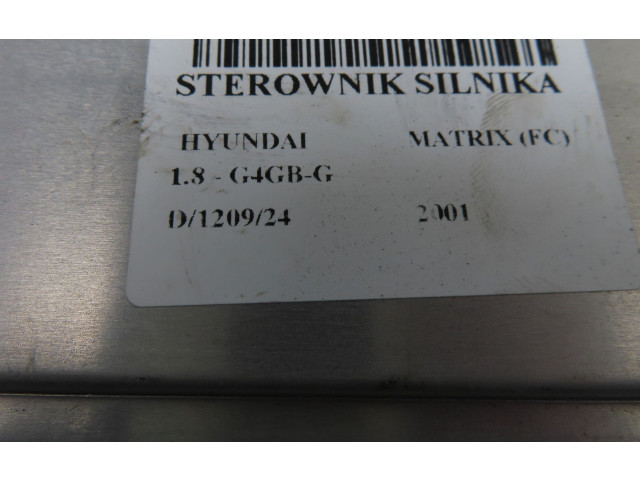 STEROWNIK SILNIKA
HYUNDAI MATRIX (FC)
1.8 - G4GB-G
D/1209/24 2001